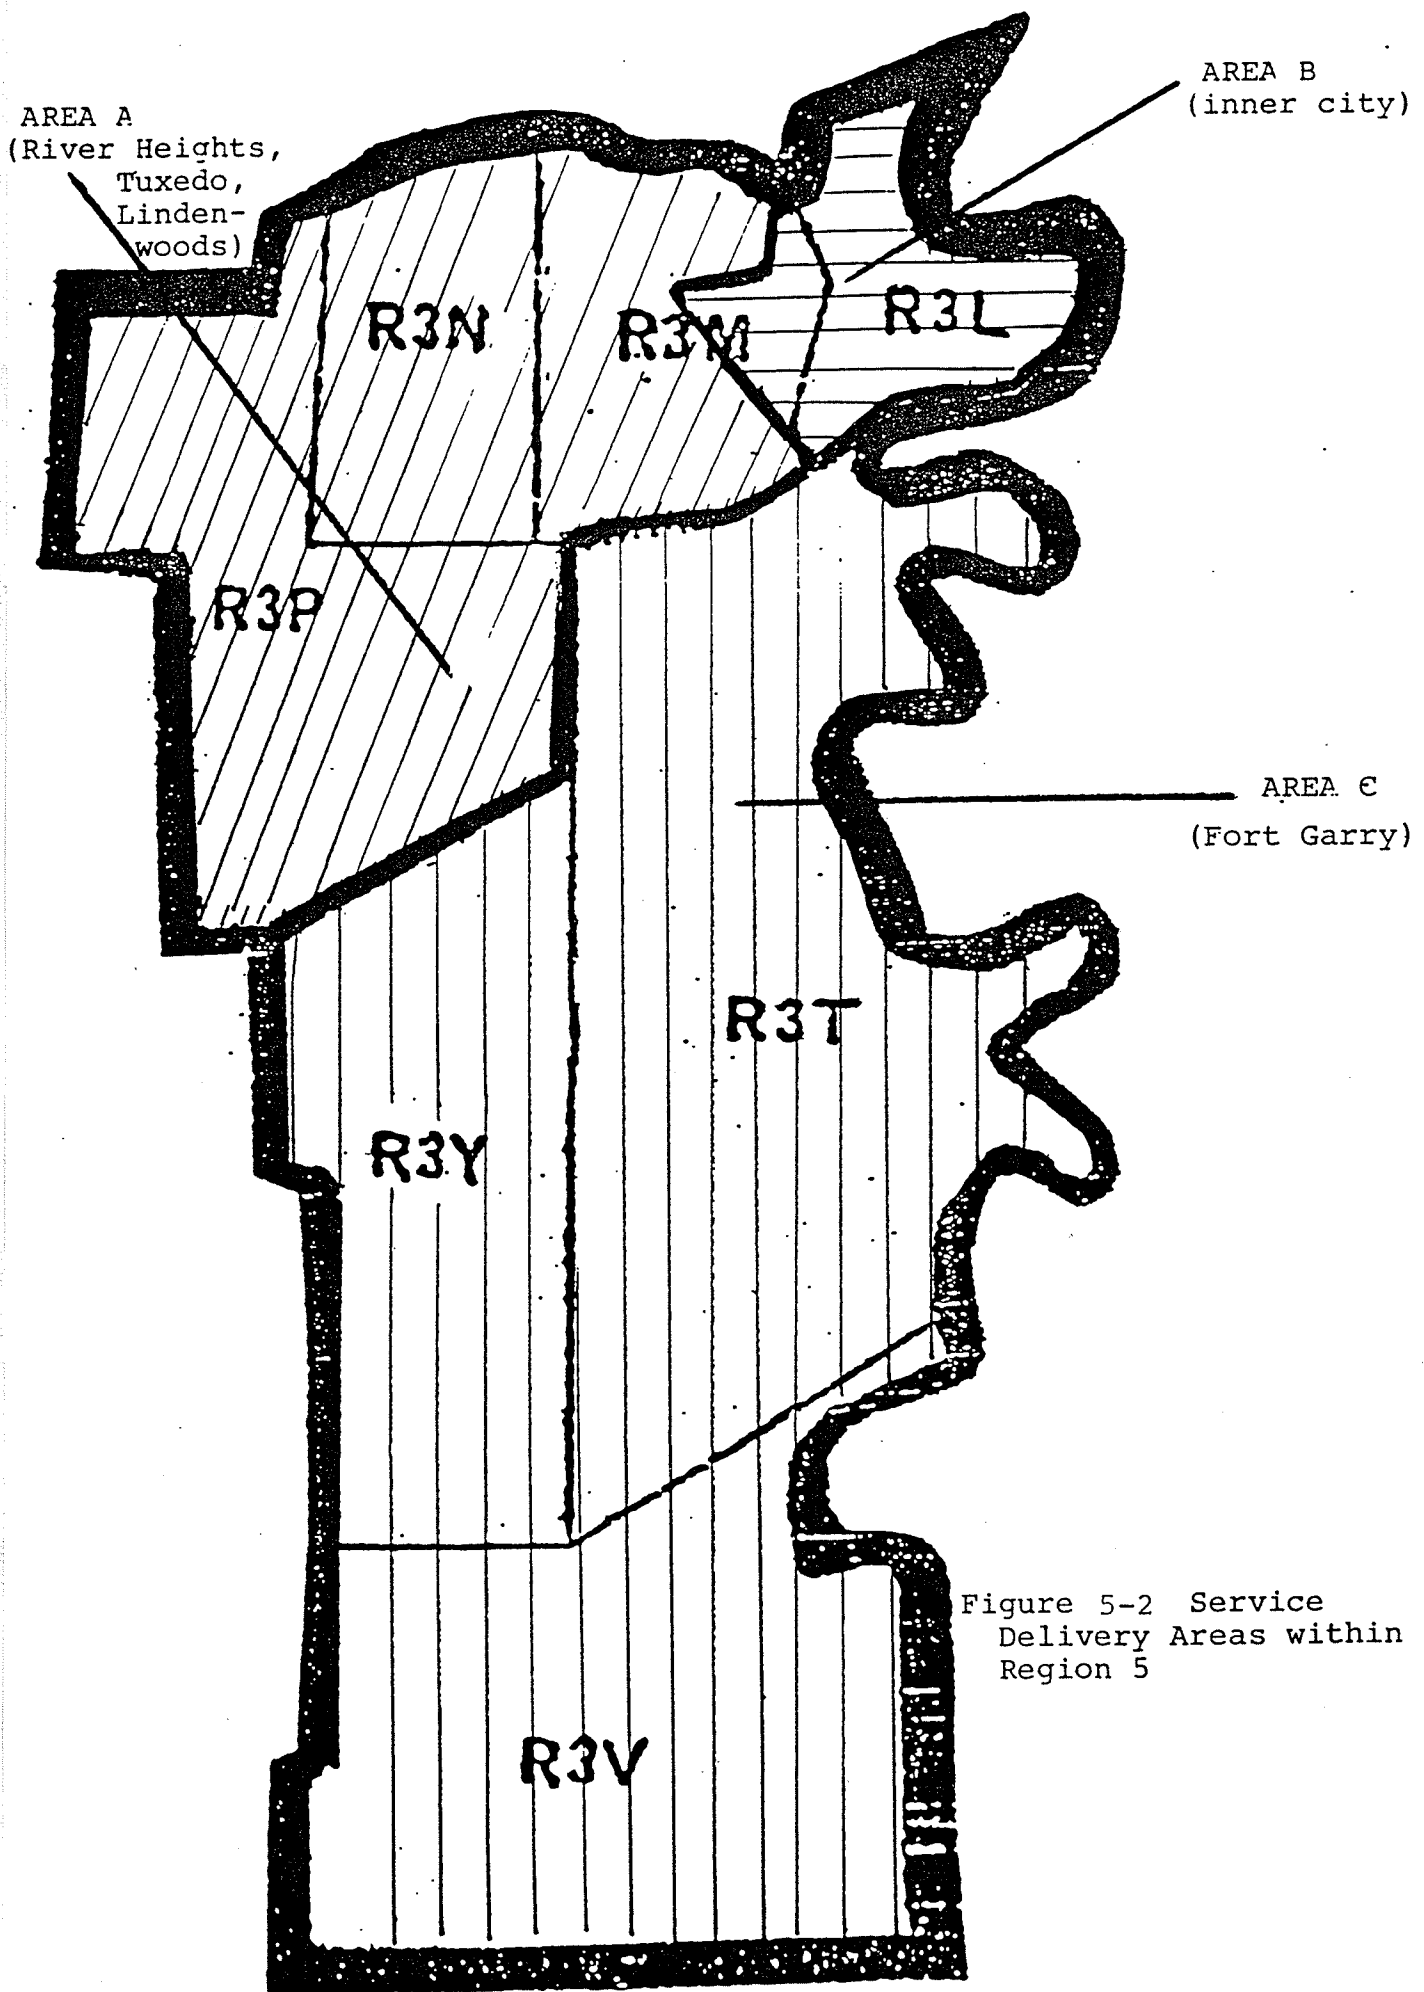 AREA B
(inner city)
AREA A
(River Heights,
Tuxedo,
Linden-
woods)
R3N
R3M
R3L
R3P
AREA C
(Fort Garry)
R3T
R3Y
Figure 5-2 Service
Delivery Areas within
Region 5
R3V